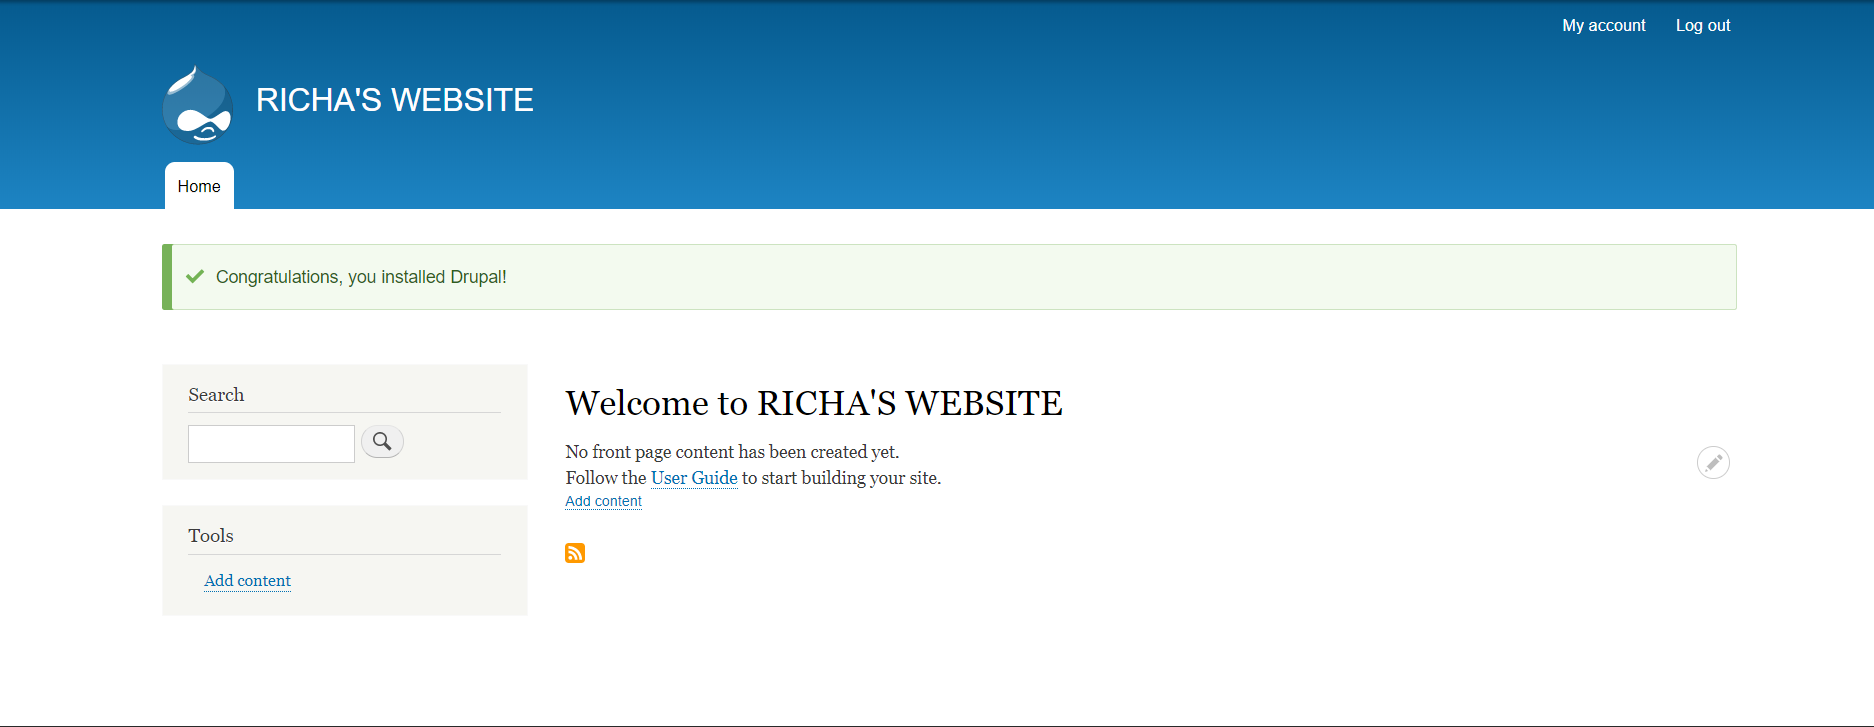 My account Log out
RICHA'S WEBSITE
Home
Congratulations, you installed Drupal!
Search
Tools
Add content
Welcome to RICHA'S WEBSITE
No front page content has been created yet.
Follow the User Guide to start building your site.
Add content